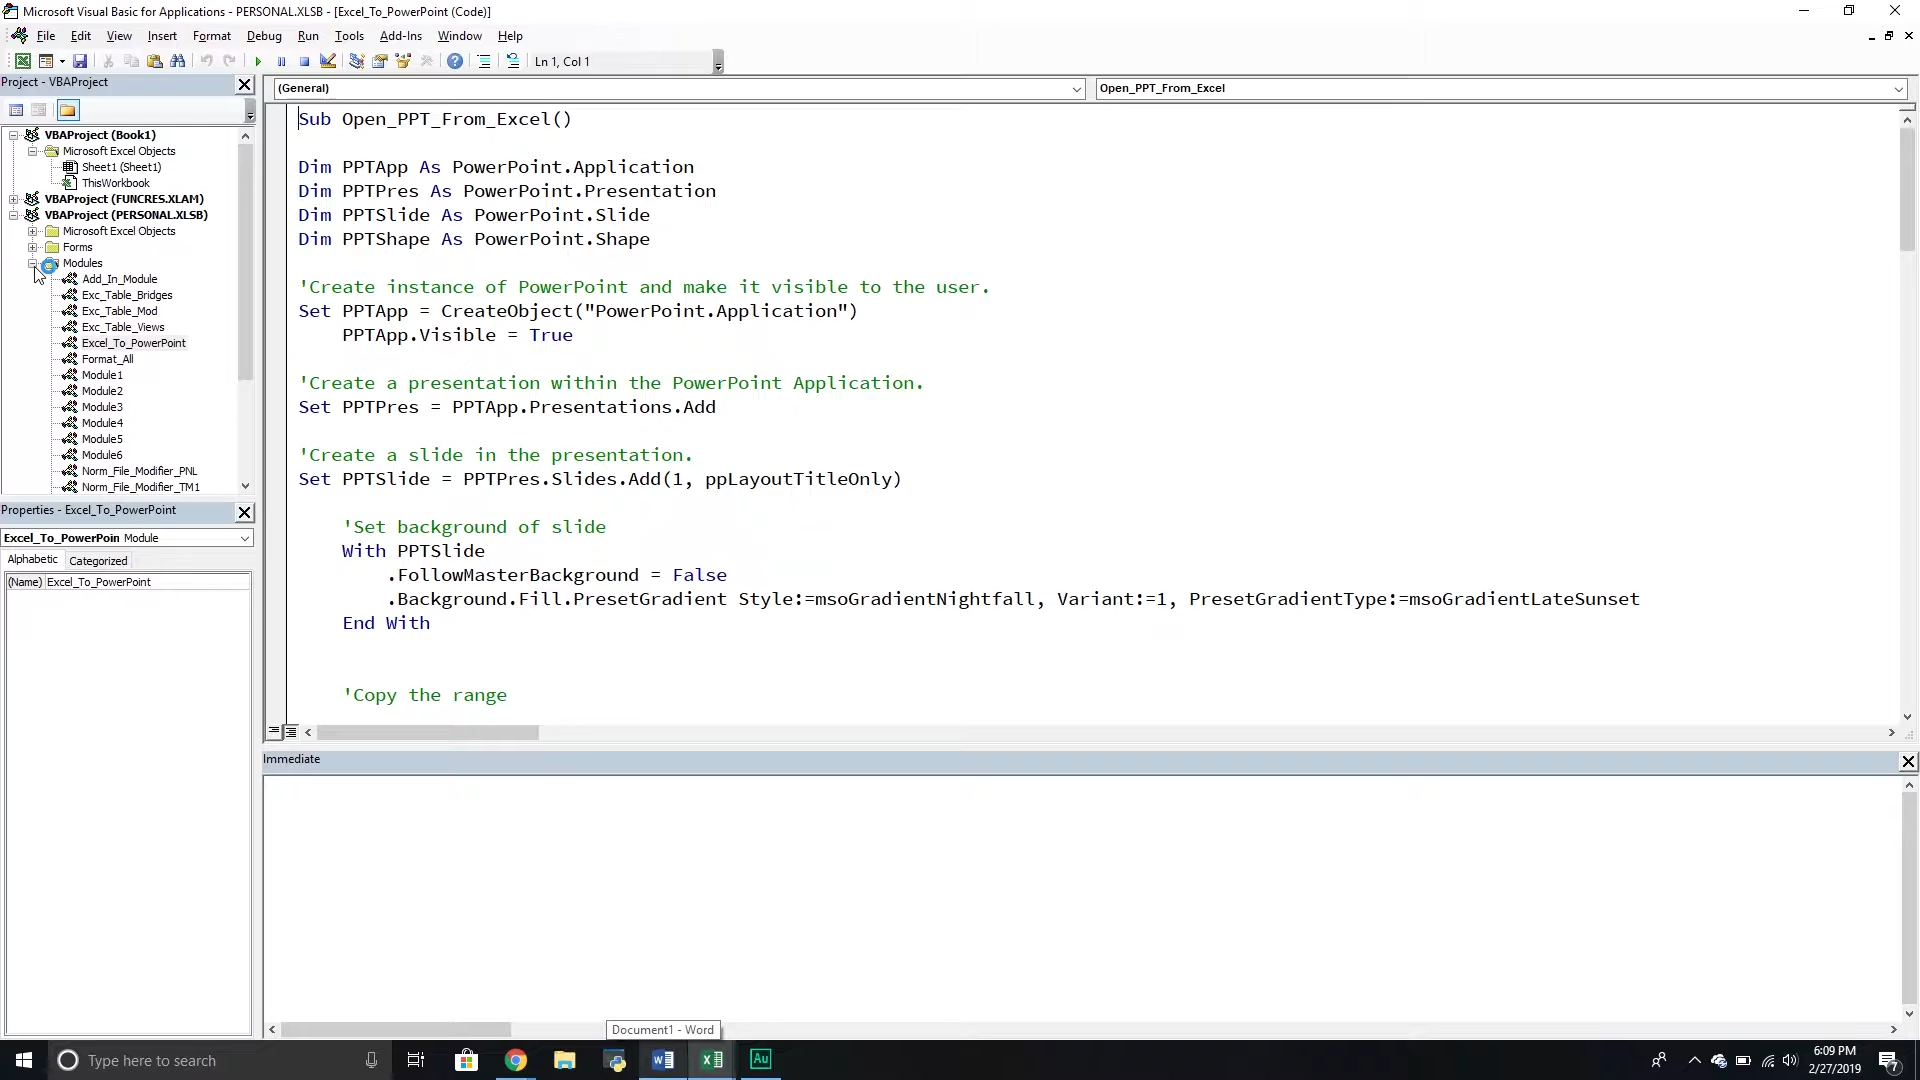 Microsoft Visual Basic for Applications - PERSONAL.XLSB - [Excel_To_PowerPoint (Code)]
File Edit View Insert Format Debug Run Tools Add-Ins Window Help
Ln 1, Col 1
Project - VBAProject
(General)
Open_PPT_From_Excel
VBAProject (Book1)
Microsoft Excel Objects
Sheet1 (Sheet1)
ThisWorkbook
VBAProject (FUNCRES.XLAM)
VBAProject (PERSONAL.XLSB)
Microsoft Excel Objects
Forms
Modules
Add_In_Module
Exc_Table_Bridges
Exc_Table_Mod
Exc_Table_Views
Excel_To_PowerPoint
Format_All
Module1
Module2
Module3
Module4
Module5
Module6
Norm_File_Modifier_PNL
Norm_File_Modifier_TM1
Properties - Excel_To_PowerPoint
Excel_To_PowerPoin Module
Alphabetic Categorized
(Name) Excel_To_PowerPoint
Sub Open_PPT_From_Excel()
Dim PPTApp As PowerPoint.Application
Dim PPTPres As PowerPoint.Presentation
Dim PPTSlide As PowerPoint.Slide
Dim PPTShape As PowerPoint.Shape
'Create instance of PowerPoint and make it visible to the user.
Set PPTApp = CreateObject("PowerPoint.Application")
PPTApp.Visible = True
'Create a presentation within the PowerPoint Application.
Set PPTPres = PPTApp.Presentations.Add
'Create a slide in the presentation.
Set PPTSlide = PPTPres.Slides.Add(1, ppLayoutTitleOnly)
'Set background of slide
With PPTSlide
.FollowMasterBackground = False
.Background.Fill.PresetGradient Style:=msoGradientNightfall, Variant:=1, PresetGradientType:=msoGradientLateSunset
End With
'Copy the range
Immediate
Document1 - Word
Type here to search
Au
6:09 PM
2/27/2019
7